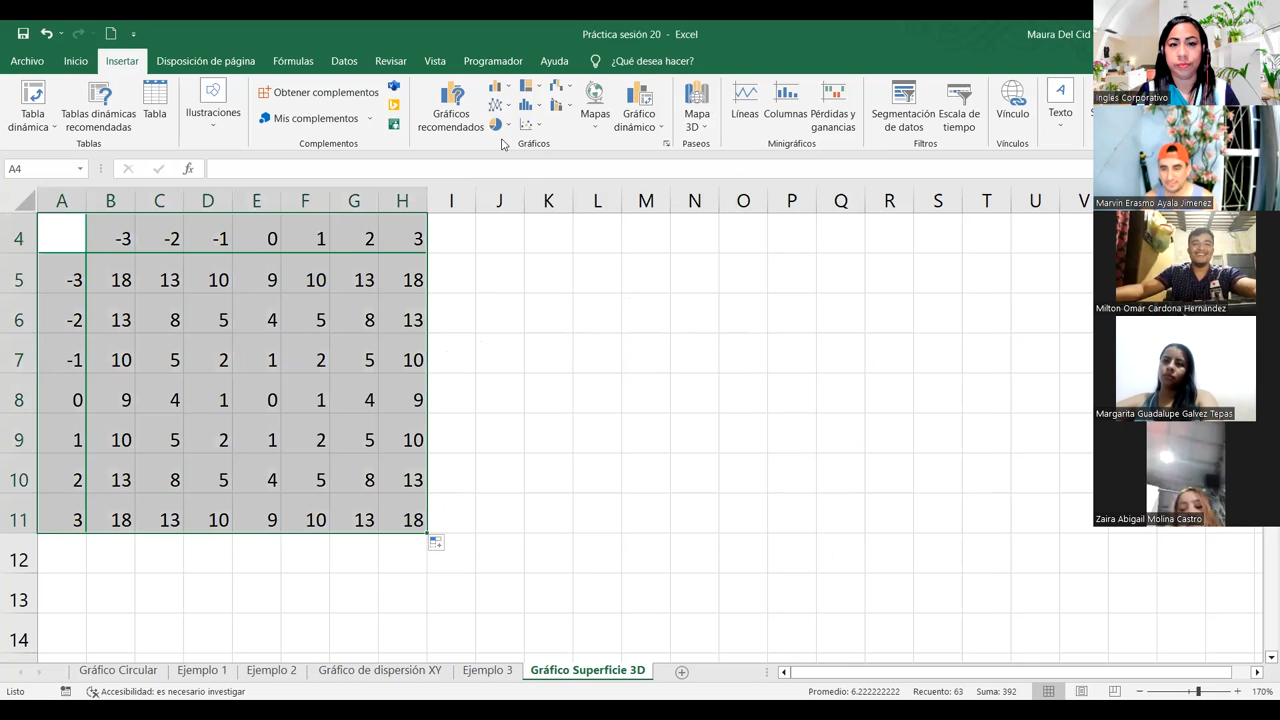 Práctica sesión 20 - Excel
Maura Del Cid
Archivo Inicio Insertar Disposición de página Fórmulas Datos Revisar Vista Programador Ayuda ¿Qué desea hacer?
Tabla dinámica
Tablas dinámicas recomendadas
Tabla
Tablas
Ilustraciones
Obtener complementos
Mis complementos
Complementos
Gráficos recomendados
Mapas
Gráfico dinámico
Gráficos
Mapa 3D
Paseos
Líneas
Columnas
Pérdidas y ganancias
Minigráficos
Segmentación de datos
Escala de tiempo
Filtros
Vínculo
Vínculos
Texto
A4
fx
A B C D E F G H I J K L M N O P Q R S T U V
4 -3 -2 -1 0 1 2 3
5 -3 18 13 10 9 10 13 18
6 -2 13 8 5 4 5 8 13
7 -1 10 5 2 1 2 5 10
8 0 9 4 1 0 1 4 9
9 1 10 5 2 1 2 5 10
10 2 13 8 5 4 5 8 13
11 3 18 13 10 9 10 13 18
12
13
14
Gráfico Circular Ejemplo 1 Ejemplo 2 Gráfico de dispersión XY Ejemplo 3 Gráfico Superficie 3D
Listo Accesibilidad: es necesario investigar Promedio: 6.222222222 Recuento: 63 Suma: 392 170%
Ingles Corporativo
Marvin Erasmo Ayala Jimenez
Milton Omar Cardona Hernández
Margarita Guadalupe Galvez Tepas
Zaira Abigail Molina Castro